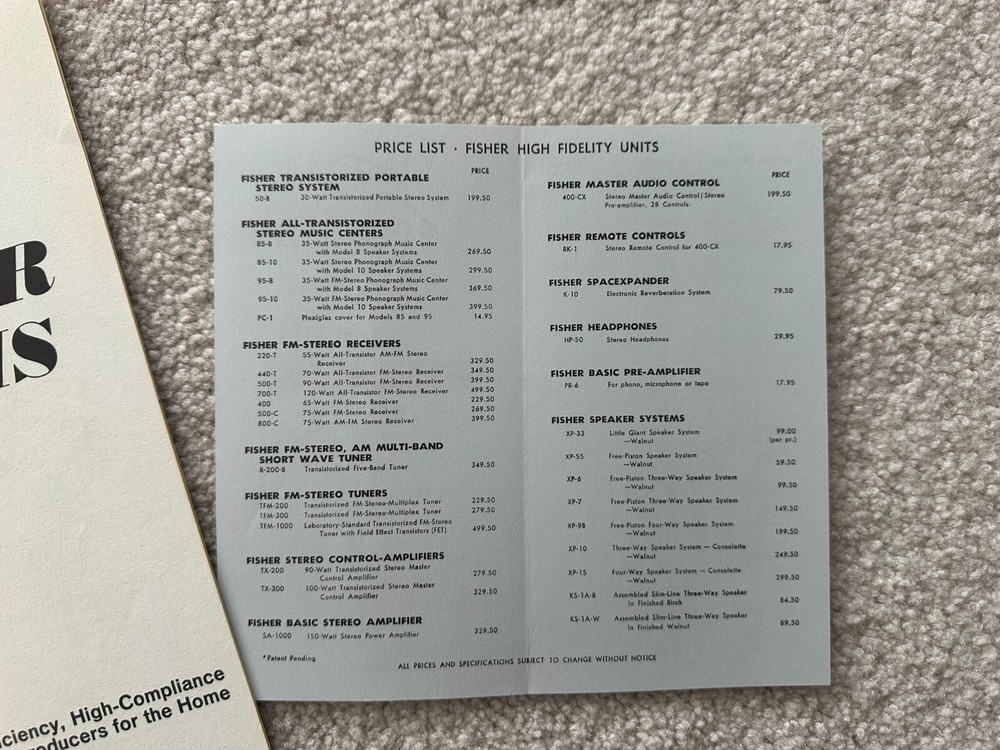 R
IS
ciency, High-Compliance
roducers for the Home
PRICE LIST · FISHER HIGH FIDELITY UNITS
PRICE
FISHER TRANSISTORIZED PORTABLE
STEREO SYSTEM
50-B 30-Watt Transistorized Portable Stereo System 199.50
FISHER ALL-TRANSISTORIZED
STEREO MUSIC CENTERS
85-8 35-Watt Stereo Phonograph Music Center
with Model 8 Speaker Systems 269.50
85-10 35-Watt Stereo Phonograph Music Center
with Model 10 Speaker Systems 299.50
95-8 35-Watt FM-Stereo Phonograph Music Center
with Model 8 Speaker Systems 369.50
95-10 35-Watt FM-Stereo Phonograph Music Center
with Model 10 Speaker Systems 399.50
PC-1 Plexiglas cover for Models 85 and 95 14.95
FISHER FM-STEREO RECEIVERS
220-T 55-Watt All-Transistor AM-FM Stereo
Receiver 329.50
440-T 70-Watt All-Transistor FM-Stereo Receiver 349.50
500-T 90-Watt All-Transistor FM-Stereo Receiver 399.50
700-T 120-Watt All-Transistor FM-Stereo Receiver 499.50
400 65-Watt FM-Stereo Receiver 229.50
500-C 75-Watt FM-Stereo Receiver 269.50
800-C 75-Watt AM-FM Stereo Receiver 399.50
FISHER FM-STEREO, AM MULTI-BAND
SHORT WAVE TUNER
R-200-B Transistorized Five-Band Tuner 349.50
FISHER FM-STEREO TUNERS
TFM-200 Transistorized FM-Stereo-Multiplex Tuner 229.50
TFM-300 Transistorized FM-Stereo-Multiplex Tuner 279.50
TFM-1000 Laboratory-Standard Transistorized FM-Stereo
Tuner with Field Effect Transistors (FET) 499.50
FISHER STEREO CONTROL-AMPLIFIERS
TX-200 90-Watt Transistorized Stereo Master
Control Amplifier 279.50
TX-300 100-Watt Transistorized Stereo Master
Control Amplifier 329.50
FISHER BASIC STEREO AMPLIFIER
SA-1000 150-Watt Stereo Power Amplifier 329.50
*Patent Pending
PRICE
FISHER MASTER AUDIO CONTROL
400-CX Stereo Master Audio Control/Stereo 199.50
Pre-amplifier, 28 Controls.
FISHER REMOTE CONTROLS
RK-1 Stereo Remote Control for 400-CX 17.95
FISHER SPACEXPANDER
K-10 Electronic Reverberation System 79.50
FISHER HEADPHONES
HP-50 Stereo Headphones 29.95
FISHER BASIC PRE-AMPLIFIER
PR-6 For phono, microphone or tape 17.95
FISHER SPEAKER SYSTEMS
XP-33 Little Giant Speaker System 99.00
—Walnut (per pr.)
XP-55 Free-Piston Speaker System
—Walnut 59.50
XP-6 Free-Piston Three-Way Speaker System
—Walnut 99.50
XP-7 Free-Piston Three-Way Speaker System
—Walnut 149.50
XP-9B Free-Piston Four-Way Speaker System
—Walnut 199.50
XP-10 Three-Way Speaker System — Consolette
—Walnut 249.50
XP-15 Four-Way Speaker System — Consolette
—Walnut 299.50
KS-1A-B Assembled Slim-Line Three-Way Speaker
in Finished Birch 84.50
KS-1A-W Assembled Slim-Line Three-Way Speaker
in Finished Walnut 89.50
ALL PRICES AND SPECIFICATIONS SUBJECT TO CHANGE WITHOUT NOTICE